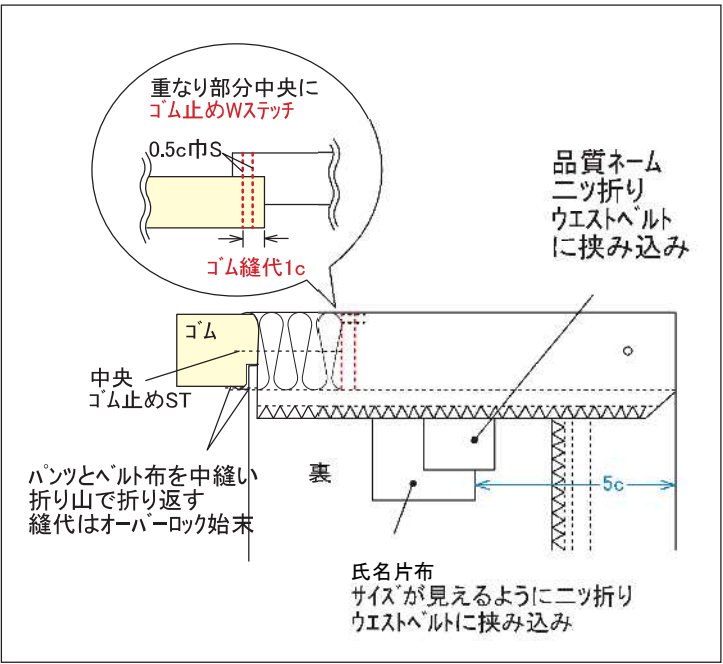 重なり部分中央に
ゴム止めWステッチ
0.5c巾S
ゴム縫代1c
品質ネーム
二ツ折り
ウエストベルト
に挟み込み
ゴム
中央
ゴム止めST
パンツとベルト布を中縫い
折り山で折り返す
縫代はオーバーロック始末
裏
5c
氏名片布
サイズが見えるように二ツ折り
ウエストベルトに挟み込み